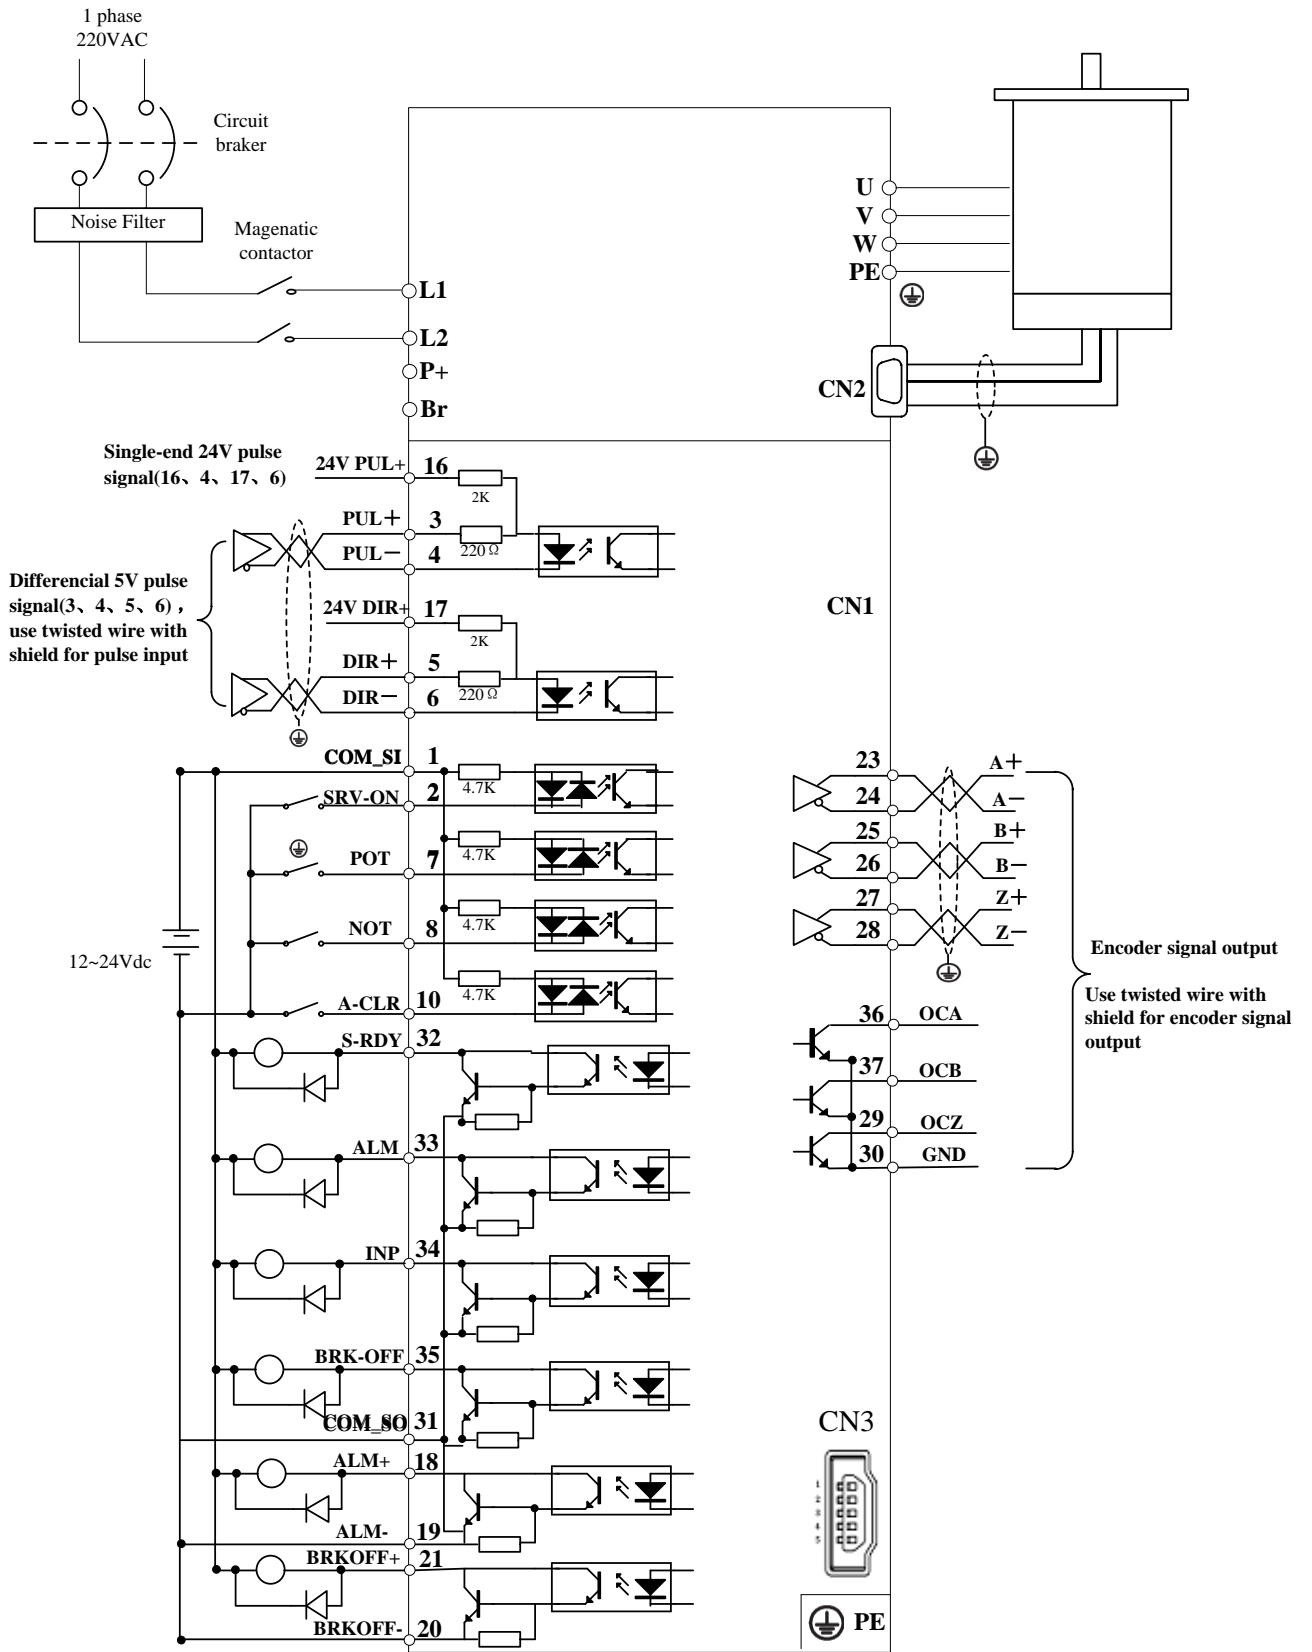 1 phase
220VAC
Circuit
braker
Noise Filter
Magenatic
contactor
L1
L2
P+
Br
U
V
W
PE
CN2
Single-end 24V pulse
signal(16、4、17、6)
24V PUL+ 16
2K
PUL+ 3
220Ω
PUL− 4
Differencial 5V pulse
signal(3、4、5、6) ，
use twisted wire with
shield for pulse input
24V DIR+ 17
2K
DIR+ 5
220Ω
DIR− 6
CN1
COM_SI 1
4.7K
SRV-ON 2
POT 7
4.7K
NOT 8
4.7K
A-CLR 10
4.7K
12~24Vdc
S-RDY 32
ALM 33
INP 34
BRK-OFF 35
COM_SO 31
ALM+ 18
ALM- 19
BRKOFF+ 21
BRKOFF- 20
23 A+
24 A−
25 B+
26 B−
27 Z+
28 Z−
36 OCA
37 OCB
29 OCZ
30 GND
Encoder signal output
Use twisted wire with
shield for encoder signal
output
CN3
1
2
3
4
5
PE